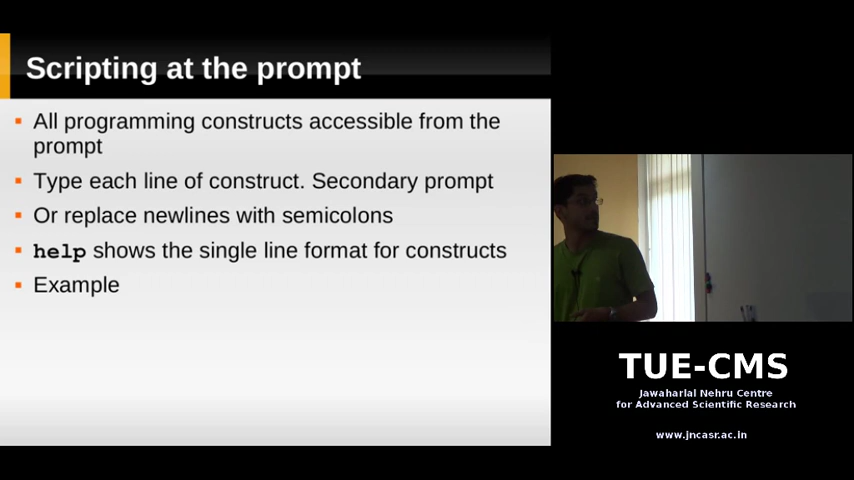 Scripting at the prompt
All programming constructs accessible from the
prompt
Type each line of construct. Secondary prompt
Or replace newlines with semicolons
help shows the single line format for constructs
Example
TUE-CMS
Jawaharlal Nehru Centre
for Advanced Scientific Research
www.jncasr.ac.in